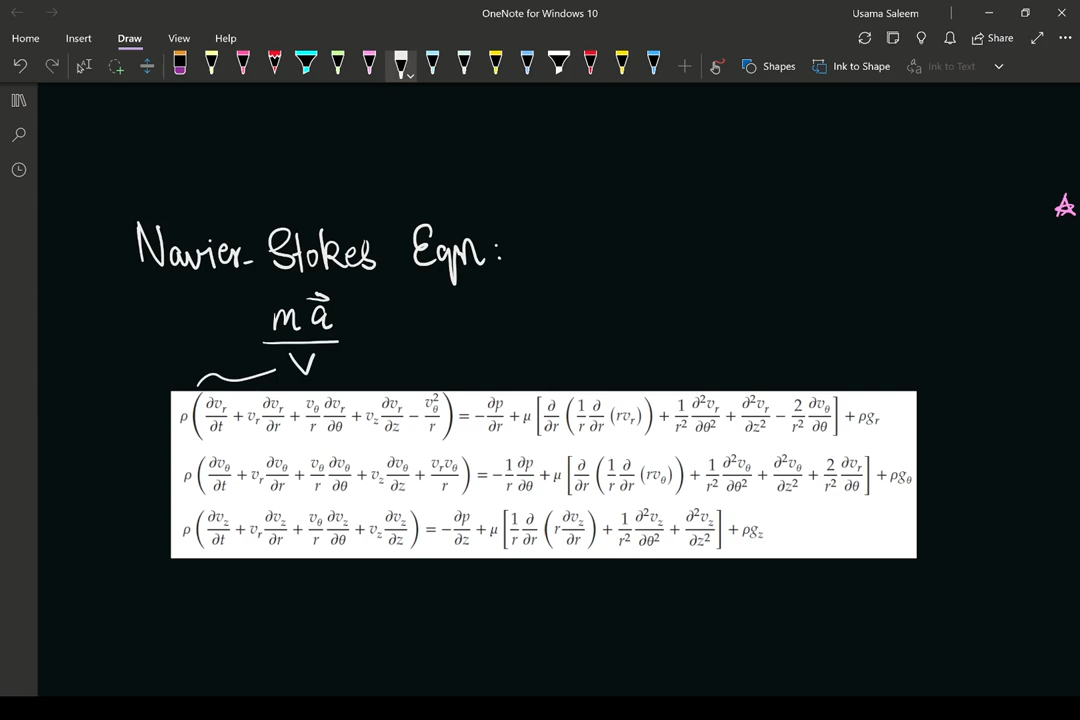 OneNote for Windows 10
Usama Saleem
Home Insert Draw View Help
Share
Shapes Ink to Shape Ink to Text
Navier-Stokes Eqn:
m a⃗
V
ρ(∂v_r/∂t + v_r ∂v_r/∂r + v_θ/r ∂v_r/∂θ + v_z ∂v_r/∂z − v_θ²/r) = −∂p/∂r + μ[∂/∂r(1/r ∂/∂r (rv_r)) + 1/r² ∂²v_r/∂θ² + ∂²v_r/∂z² − 2/r² ∂v_θ/∂θ] + ρg_r
ρ(∂v_θ/∂t + v_r ∂v_θ/∂r + v_θ/r ∂v_θ/∂θ + v_z ∂v_θ/∂z + v_r v_θ/r) = −1/r ∂p/∂θ + μ[∂/∂r(1/r ∂/∂r (rv_θ)) + 1/r² ∂²v_θ/∂θ² + ∂²v_θ/∂z² + 2/r² ∂v_r/∂θ] + ρg_θ
ρ(∂v_z/∂t + v_r ∂v_z/∂r + v_θ/r ∂v_z/∂θ + v_z ∂v_z/∂z) = −∂p/∂z + μ[1/r ∂/∂r(r ∂v_z/∂r) + 1/r² ∂²v_z/∂θ² + ∂²v_z/∂z²] + ρg_z